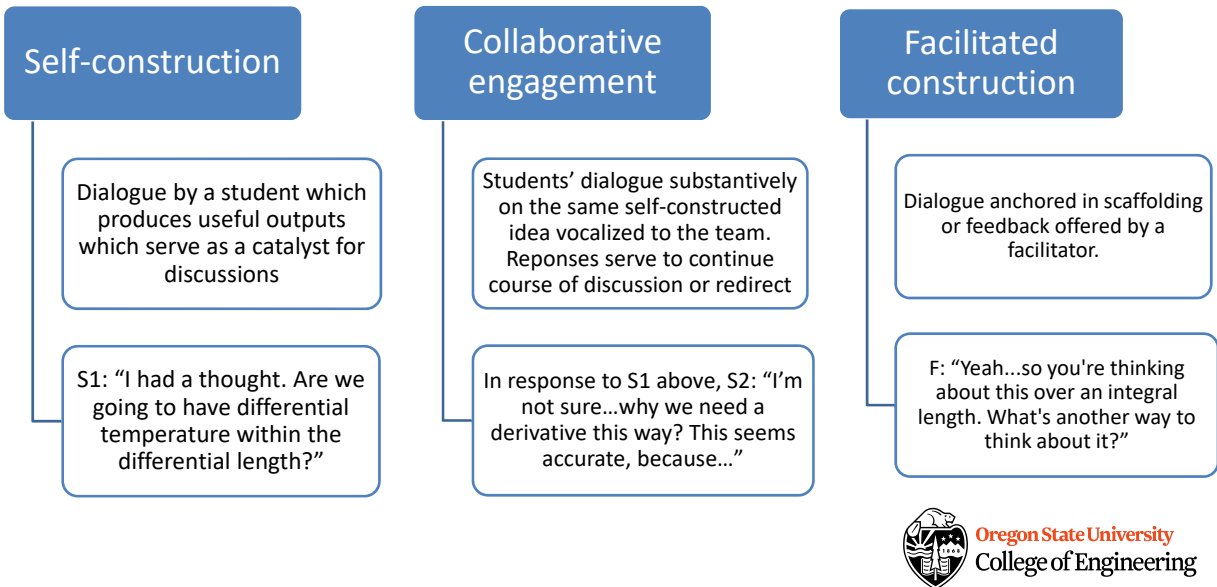 Self-construction
Dialogue by a student which
produces useful outputs
which serve as a catalyst for
discussions
S1: “I had a thought. Are we
going to have differential
temperature within the
differential length?”
Collaborative
engagement
Students’ dialogue substantively
on the same self-constructed
idea vocalized to the team.
Reponses serve to continue
course of discussion or redirect
In response to S1 above, S2: “I’m
not sure...why we need a
derivative this way? This seems
accurate, because...”
Facilitated
construction
Dialogue anchored in scaffolding
or feedback offered by a
facilitator.
F: “Yeah...so you're thinking
about this over an integral
length. What's another way to
think about it?”
1868
Oregon State University
College of Engineering